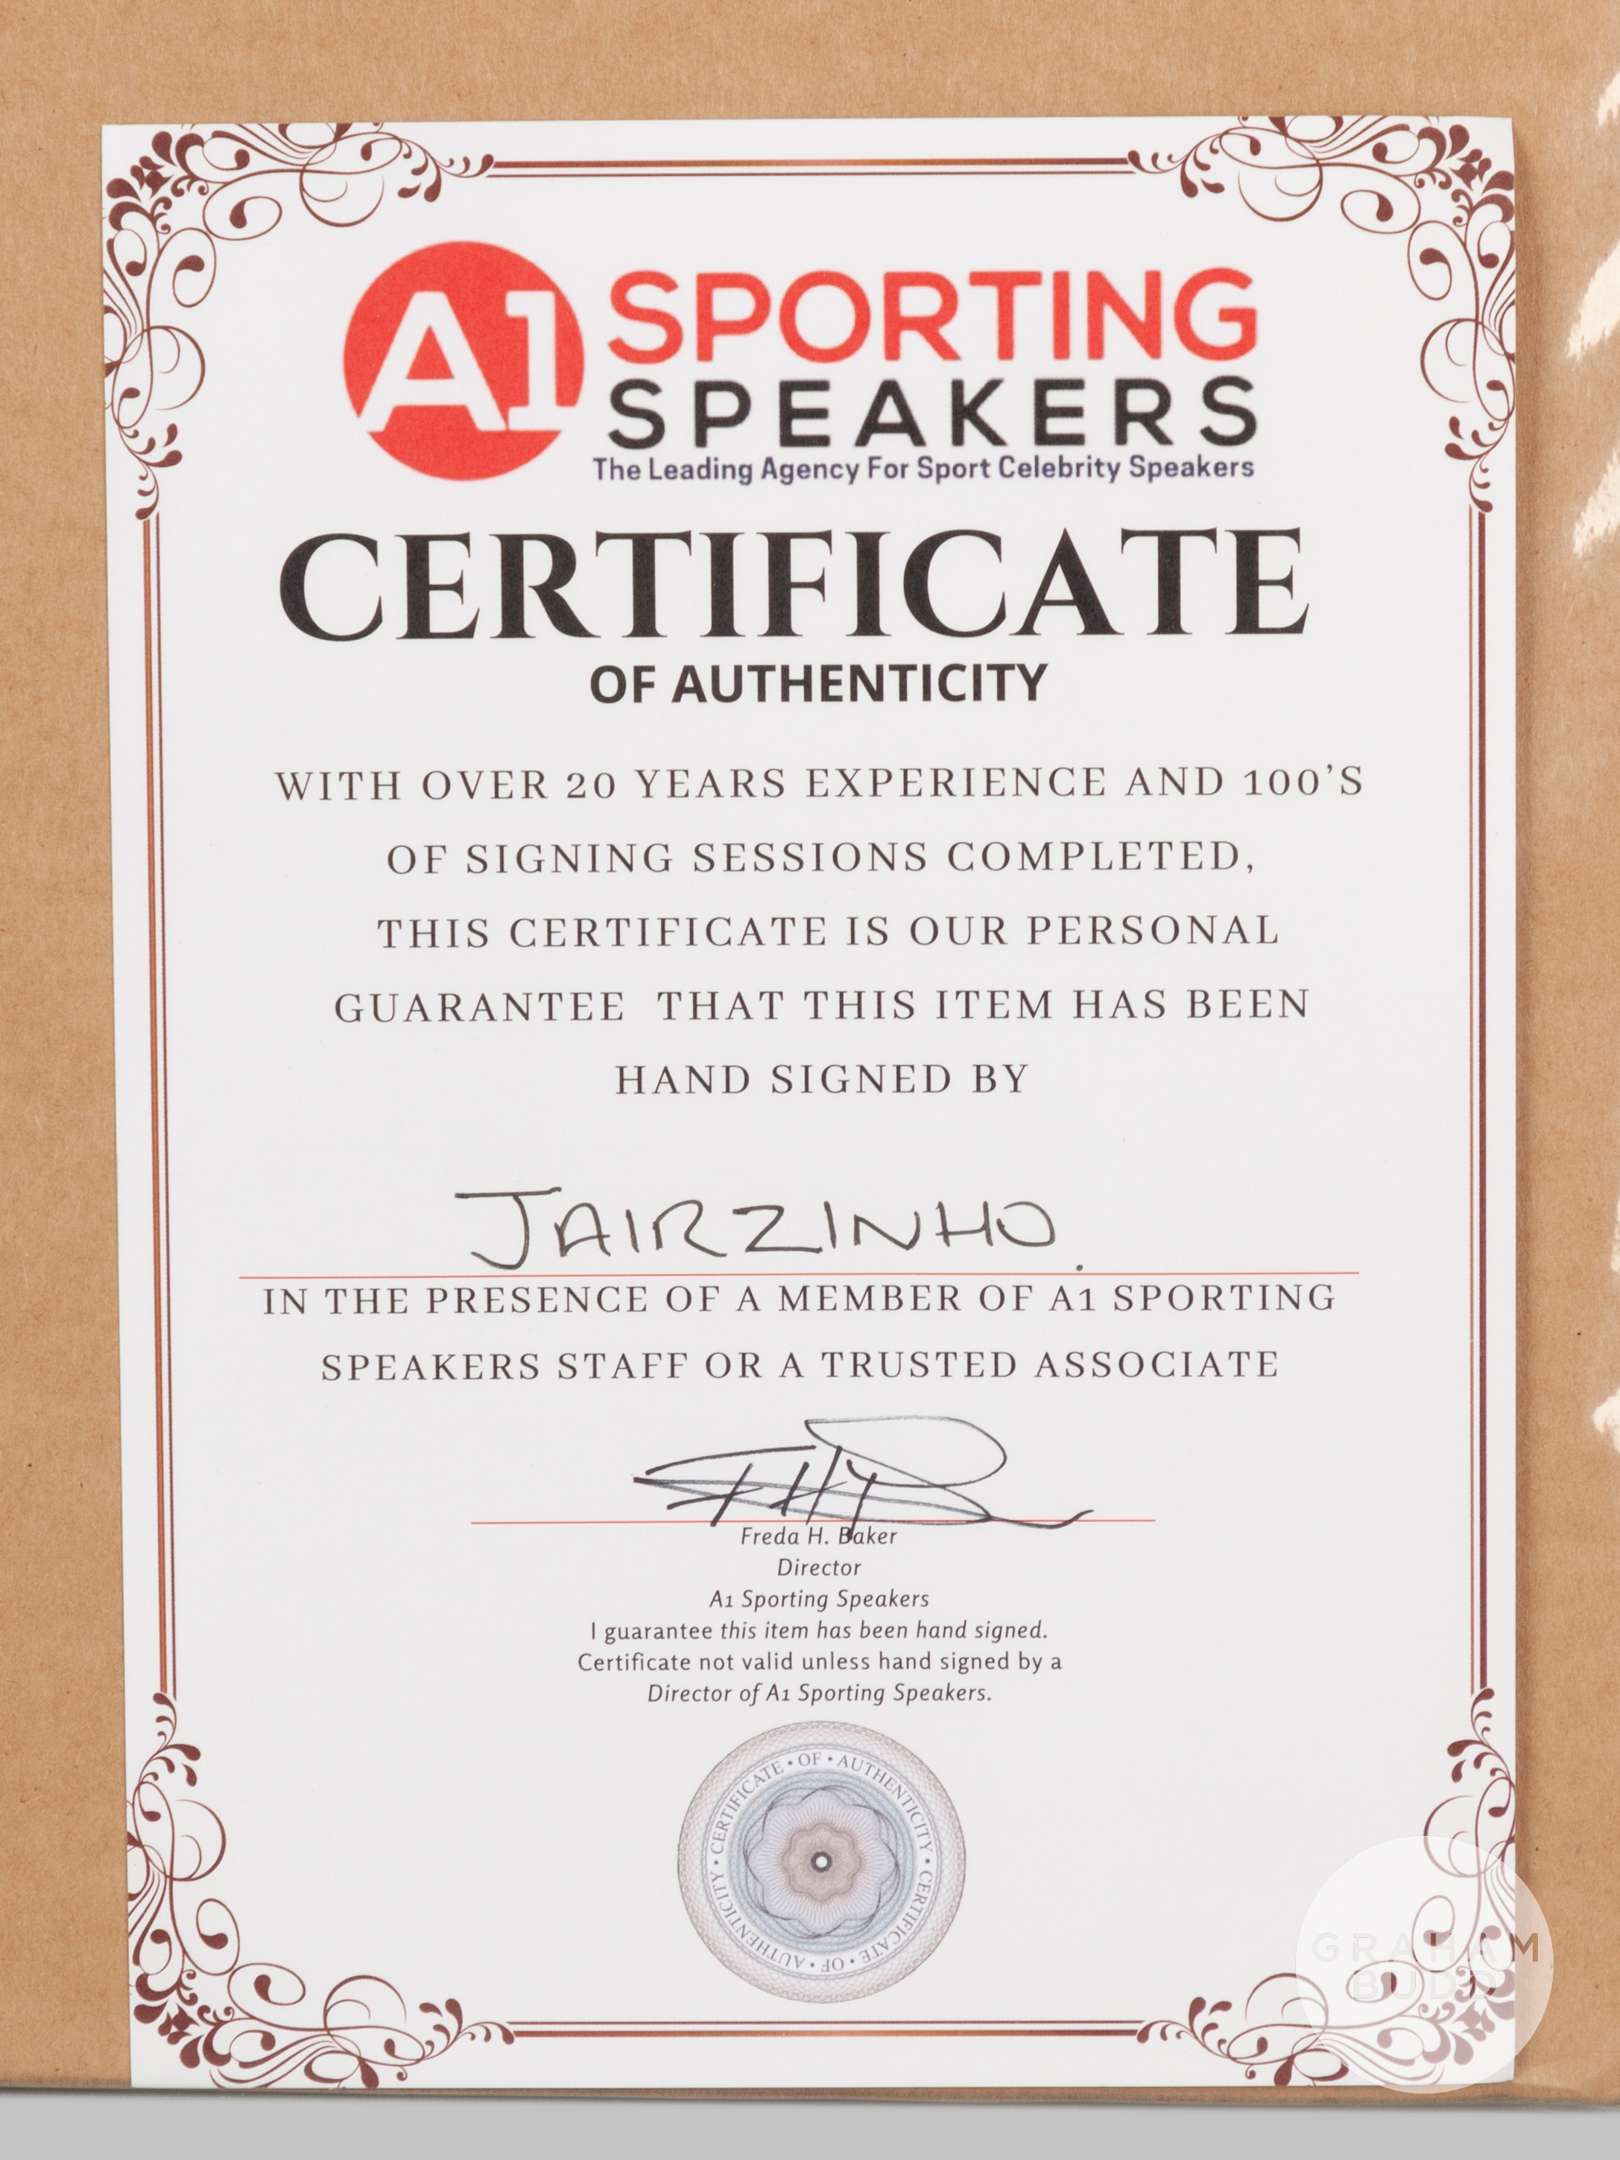 A1 SPORTING
SPEAKERS
The Leading Agency For Sport Celebrity Speakers
CERTIFICATE
OF AUTHENTICITY
WITH OVER 20 YEARS EXPERIENCE AND 100'S
OF SIGNING SESSIONS COMPLETED,
THIS CERTIFICATE IS OUR PERSONAL
GUARANTEE THAT THIS ITEM HAS BEEN
HAND SIGNED BY
JAIRZINHO.
IN THE PRESENCE OF A MEMBER OF A1 SPORTING
SPEAKERS STAFF OR A TRUSTED ASSOCIATE
Freda H. Baker
Director
A1 Sporting Speakers
I guarantee this item has been hand signed.
Certificate not valid unless hand signed by a
Director of A1 Sporting Speakers.
CERTIFICATE • OF • AUTHENTICITY • CERTIFICATE • OF • AUTHENTICITY •
GRAHAM
BUDD